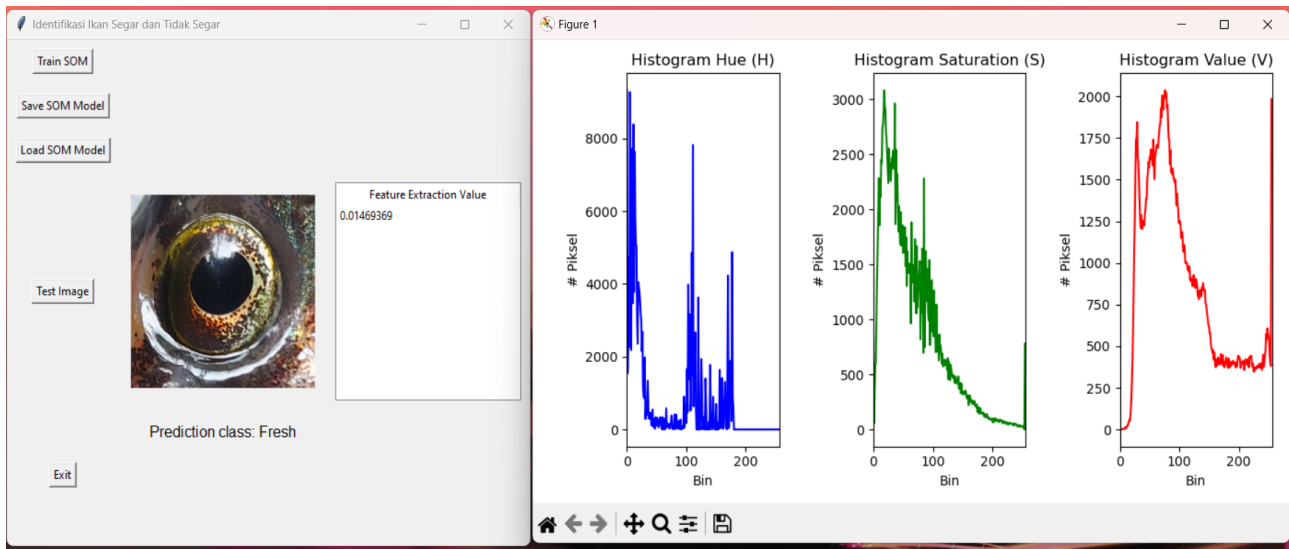 Identifikasi Ikan Segar dan Tidak Segar
Train SOM
Save SOM Model
Load SOM Model
Feature Extraction Value
0.01469369
Test Image
Prediction class: Fresh
Exit
Figure 1
Histogram Hue (H)
8000
6000
4000
2000
0
# Piksel
0 100 200
Bin
Histogram Saturation (S)
3000
2500
2000
1500
1000
500
0
# Piksel
0 100 200
Bin
Histogram Value (V)
2000
1750
1500
1250
1000
750
500
250
0
# Piksel
0 100 200
Bin